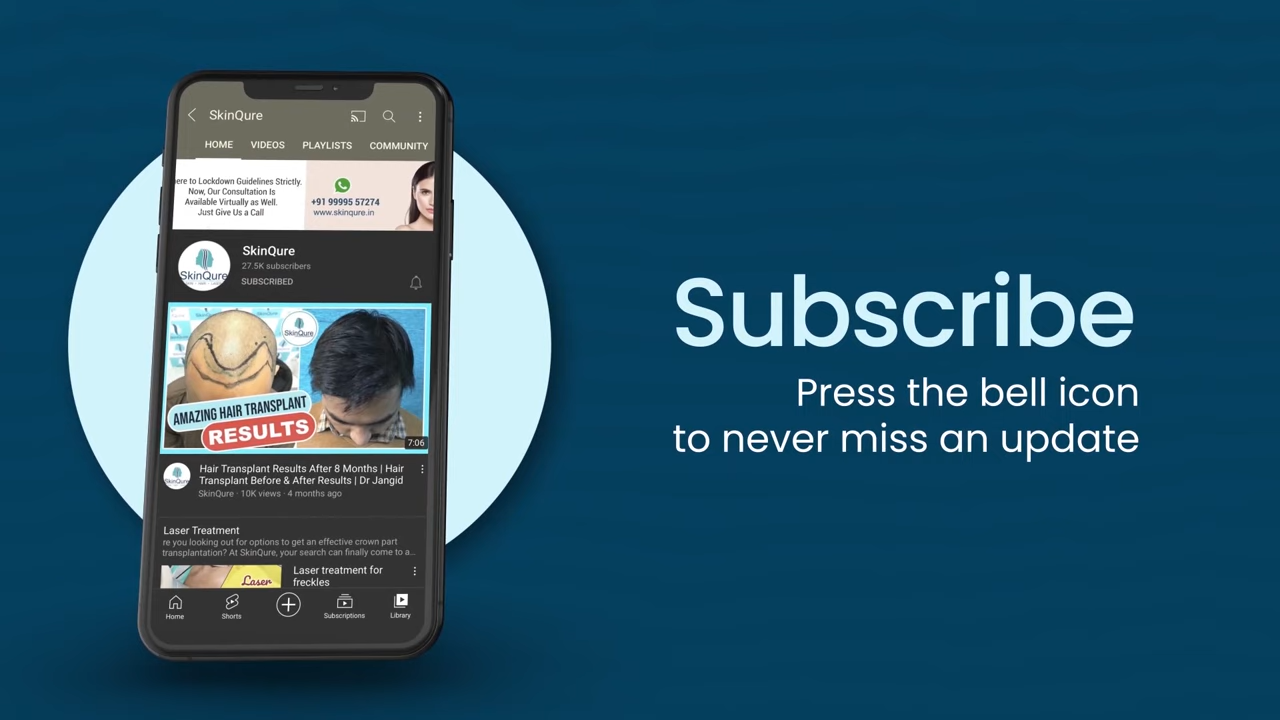 SkinQure
HOME VIDEOS PLAYLISTS COMMUNITY
ere to Lockdown Guidelines Strictly.
Now, Our Consultation Is
Available Virtually as Well.
Just Give Us a Call
+91 99995 57274
www.skinqure.in
SkinQure
SkinQure
27.5K subscribers
SUBSCRIBED
SkinQure
AMAZING HAIR TRANSPLANT
RESULTS
7:06
SkinQure
Hair Transplant Results After 8 Months | Hair
Transplant Before & After Results | Dr Jangid
SkinQure · 10K views · 4 months ago
Laser Treatment
re you looking out for options to get an effective crown part
transplantation? At SkinQure, your search can finally come to a...
Laser
Laser treatment for
freckles
Home Shorts Subscriptions Library
Subscribe
Press the bell icon
to never miss an update